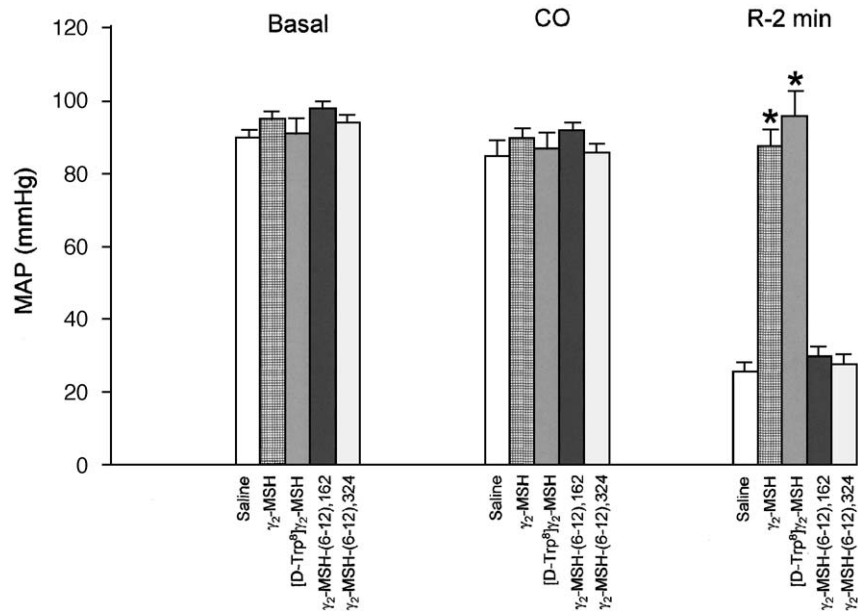 Basal CO R-2 min
120
100
80
60
40
20
0
MAP (mmHg)
* *
Saline
γ₂-MSH
[D-Trp⁸]γ₂-MSH
γ₂-MSH-(6-12),162
γ₂-MSH-(6-12),324
Saline
γ₂-MSH
[D-Trp⁸]γ₂-MSH
γ₂-MSH-(6-12),162
γ₂-MSH-(6-12),324
Saline
γ₂-MSH
[D-Trp⁸]γ₂-MSH
γ₂-MSH-(6-12),162
γ₂-MSH-(6-12),324